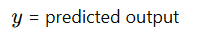 y = predicted output